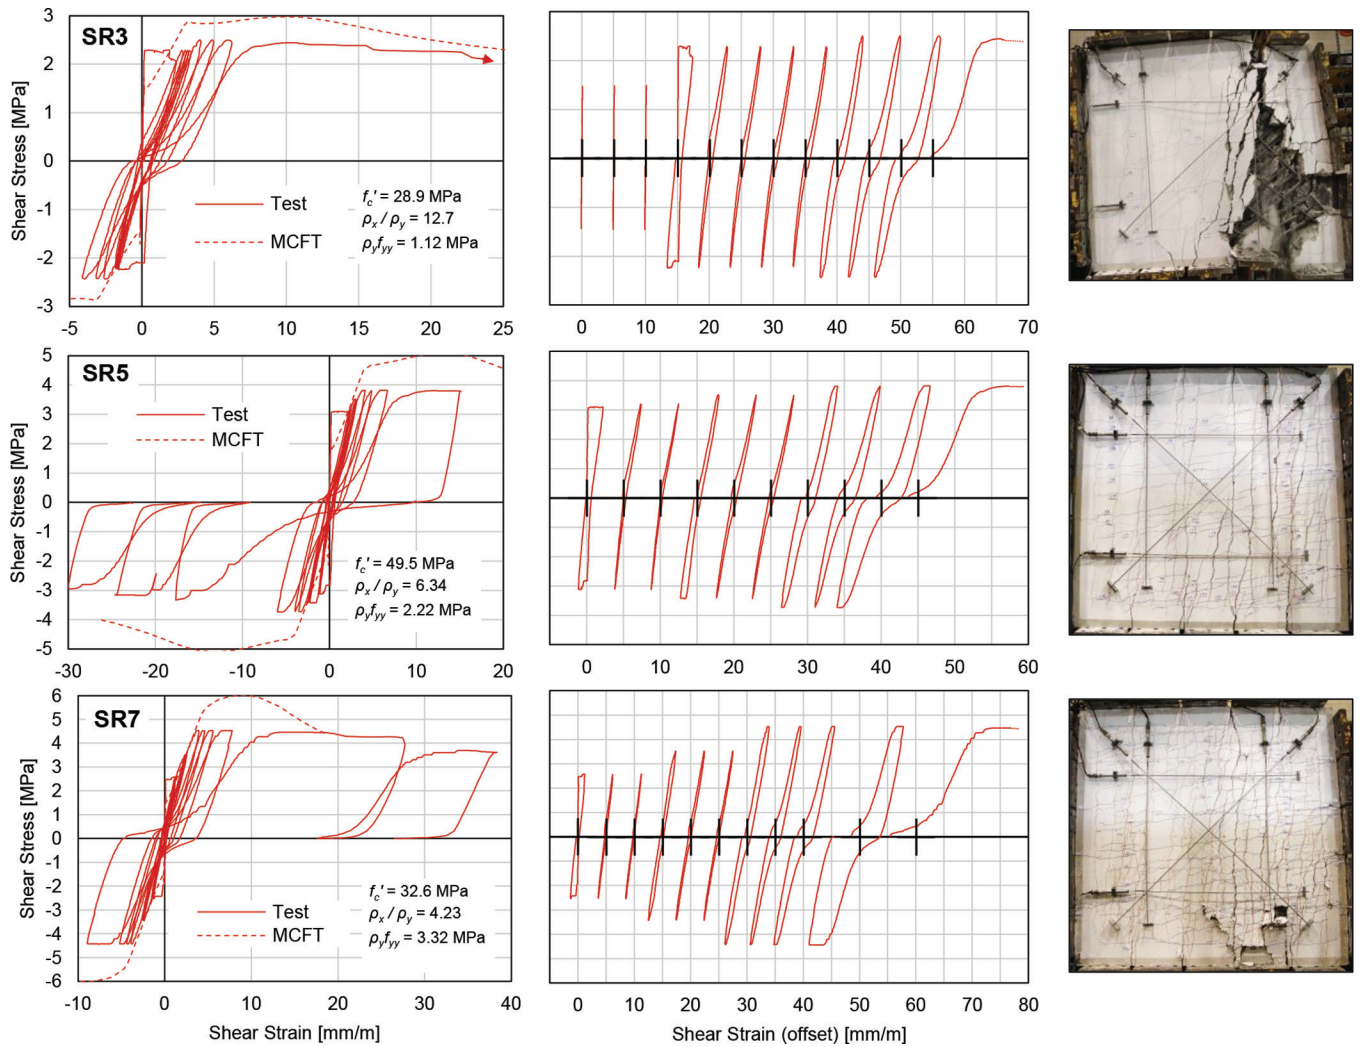 SR3
Shear Stress [MPa]
3
2
1
0
-1
-2
-3
Test
MCFT
fc' = 28.9 MPa
ρx / ρy = 12.7
ρyfyy = 1.12 MPa
-5 0 5 10 15 20 25
0 10 20 30 40 50 60 70
SR5
Shear Stress [MPa]
5
4
3
2
1
0
-1
-2
-3
-4
-5
Test
MCFT
fc' = 49.5 MPa
ρx / ρy = 6.34
ρyfyy = 2.22 MPa
-30 -20 -10 0 10 20
0 10 20 30 40 50 60
SR7
Shear Stress [MPa]
6
5
4
3
2
1
0
-1
-2
-3
-4
-5
-6
Test
MCFT
fc' = 32.6 MPa
ρx / ρy = 4.23
ρyfyy = 3.32 MPa
-10 0 10 20 30 40
Shear Strain [mm/m]
0 10 20 30 40 50 60 70 80
Shear Strain (offset) [mm/m]